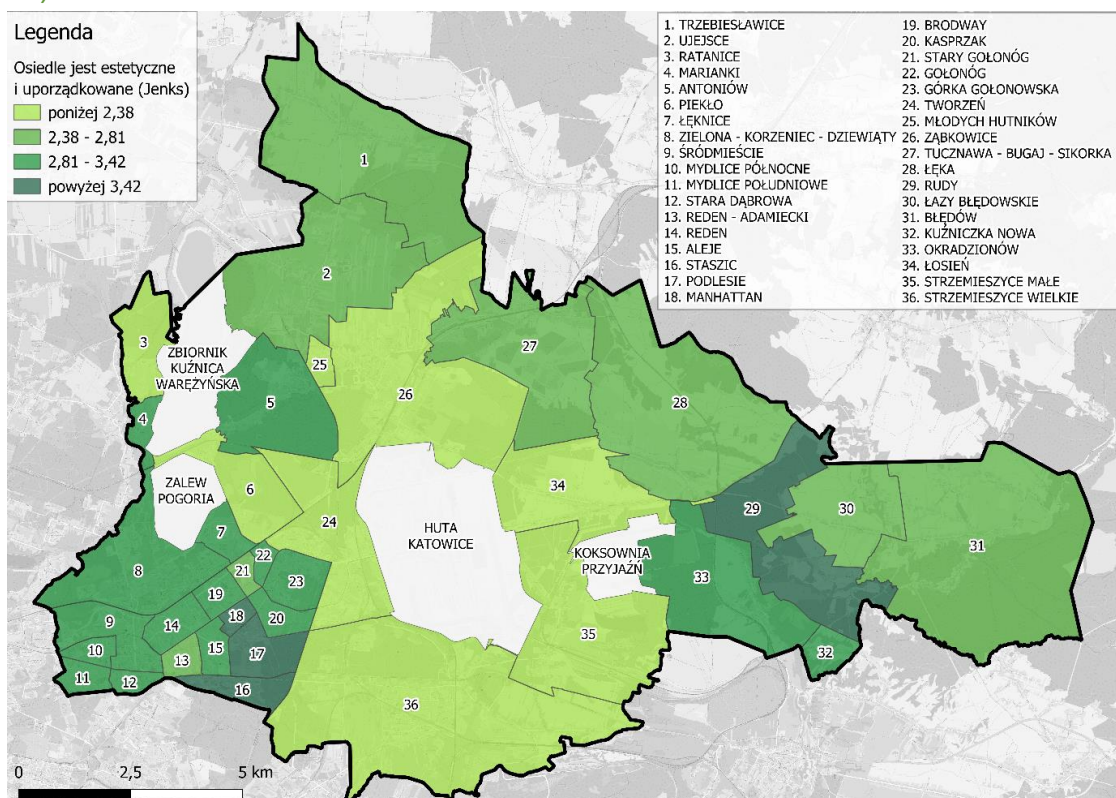 Legenda
Osiedle jest estetyczne
i uporządkowane (Jenks)
poniżej 2,38
2,38 - 2,81
2,81 - 3,42
powyżej 3,42
1. TRZEBIESŁAWICE
2. UJEJSCE
3. RATANICE
4. MARIANKI
5. ANTONIÓW
6. PIEKŁO
7. ŁĘKNICE
8. ZIELONA - KORZENIEC - DZIEWIĄTY
9. ŚRÓDMIEŚCIE
10. MYDLICE PÓŁNOCNE
11. MYDLICE POŁUDNIOWE
12. STARA DĄBROWA
13. REDEN - ADAMIECKI
14. REDEN
15. ALEJE
16. STASZIC
17. PODLESIE
18. MANHATTAN
19. BRODWAY
20. KASPRZAK
21. STARY GOŁONÓG
22. GOŁONÓG
23. GÓRKA GOŁONOWSKA
24. TWORZEŃ
25. MŁODYCH HUTNIKÓW
26. ZĄBKOWICE
27. TUCZNAWA - BUGAJ - SIKORKA
28. ŁĘKA
29. RUDY
30. ŁAZY BŁĘDOWSKIE
31. BŁĘDÓW
32. KUŹNICZKA NOWA
33. OKRADZIONÓW
34. ŁOSIEŃ
35. STRZEMIESZYCE MAŁE
36. STRZEMIESZYCE WIELKIE
1
2
3
ZBIORNIK
KUŹNICA
WARĘŻYŃSKA
25
27
26
5
28
4
ZALEW
POGORIA
6
34
24
HUTA
KATOWICE
29
30
31
7
KOKSOWNIA
PRZYJAŹŃ
22
8
21
23
33
19
18
20
9
14
35
10
15
17
13
32
11
12
16
36
0
2,5
5 km